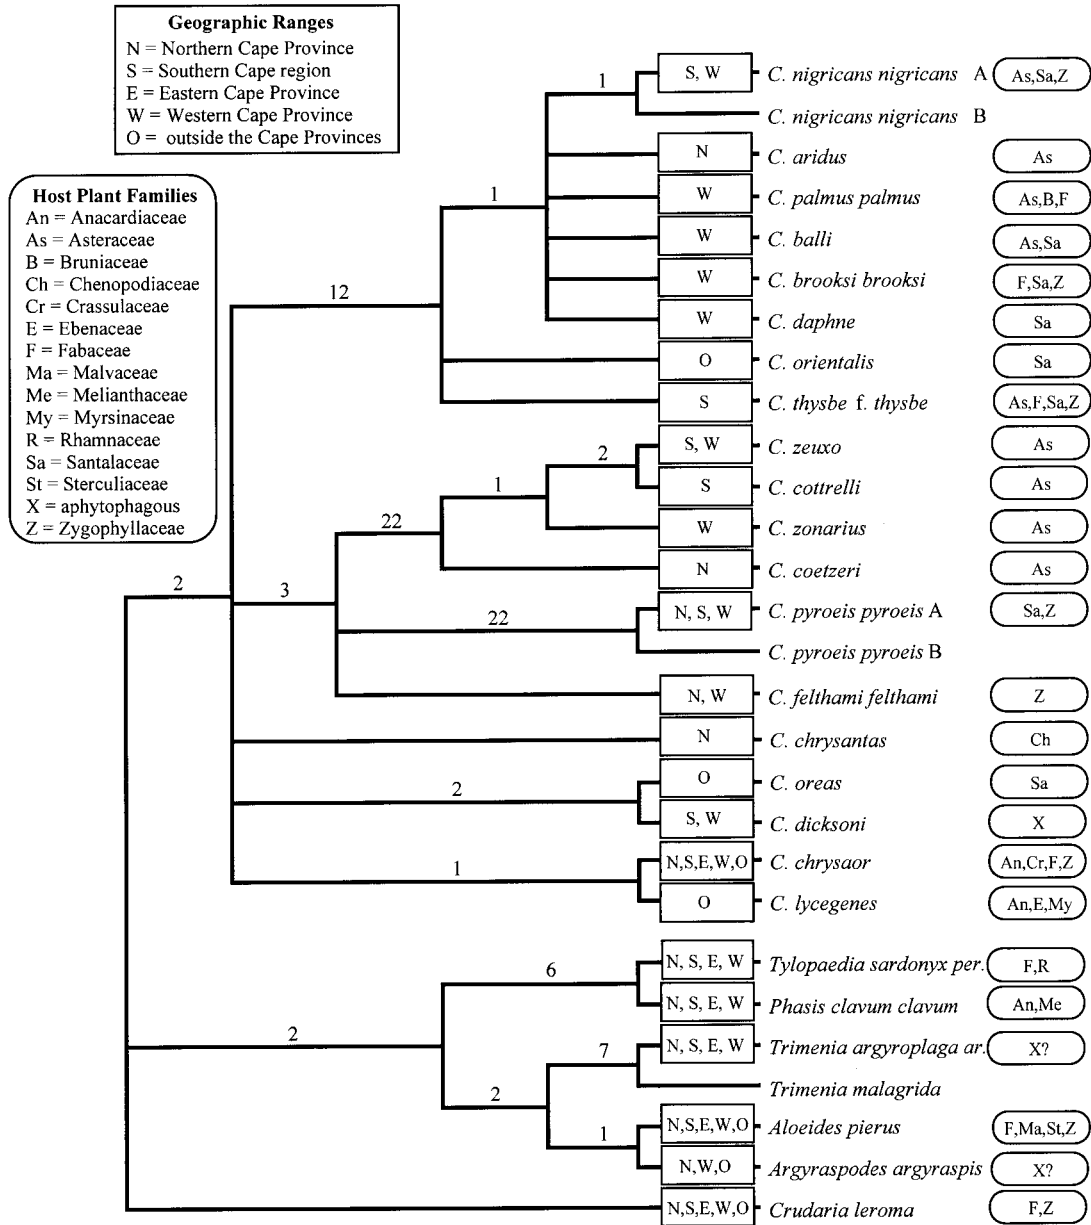 Geographic Ranges
N = Northern Cape Province
S = Southern Cape region
E = Eastern Cape Province
W = Western Cape Province
O = outside the Cape Provinces
Host Plant Families
An = Anacardiaceae
As = Asteraceae
B = Bruniaceae
Ch = Chenopodiaceae
Cr = Crassulaceae
E = Ebenaceae
F = Fabaceae
Ma = Malvaceae
Me = Melianthaceae
My = Myrsinaceae
R = Rhamnaceae
Sa = Santalaceae
St = Sterculiaceae
X = aphytophagous
Z = Zygophyllaceae
1
S, W C. nigricans nigricans A As,Sa,Z
C. nigricans nigricans B
N C. aridus As
1
W C. palmus palmus As,B,F
W C. balli As,Sa
12
W C. brooksi brooksi F,Sa,Z
W C. daphne Sa
O C. orientalis Sa
S C. thysbe f. thysbe As,F,Sa,Z
2
S, W C. zeuxo As
1
S C. cottrelli As
22
W C. zonarius As
N C. coetzeri As
2
3
22
N, S, W C. pyroeis pyroeis A Sa,Z
C. pyroeis pyroeis B
N, W C. felthami felthami Z
N C. chrysantas Ch
2
O C. oreas Sa
S, W C. dicksoni X
1
N,S,E,W,O C. chrysaor An,Cr,F,Z
O C. lycegenes An,E,My
6
N, S, E, W Tylopaedia sardonyx per. F,R
N, S, E, W Phasis clavum clavum An,Me
2
7
N, S, E, W Trimenia argyroplaga ar. X?
Trimenia malagrida
2
1
N,S,E,W,O Aloeides pierus F,Ma,St,Z
N,W,O Argyraspodes argyraspis X?
N,S,E,W,O Crudaria leroma F,Z